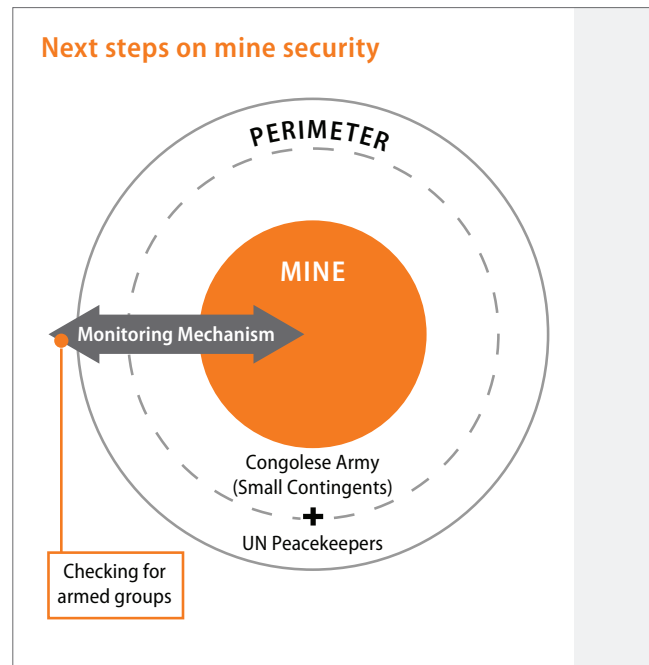 Next steps on mine security
PERIMETER
MINE
Monitoring Mechanism
Congolese Army
(Small Contingents)
+
UN Peacekeepers
Checking for
armed groups